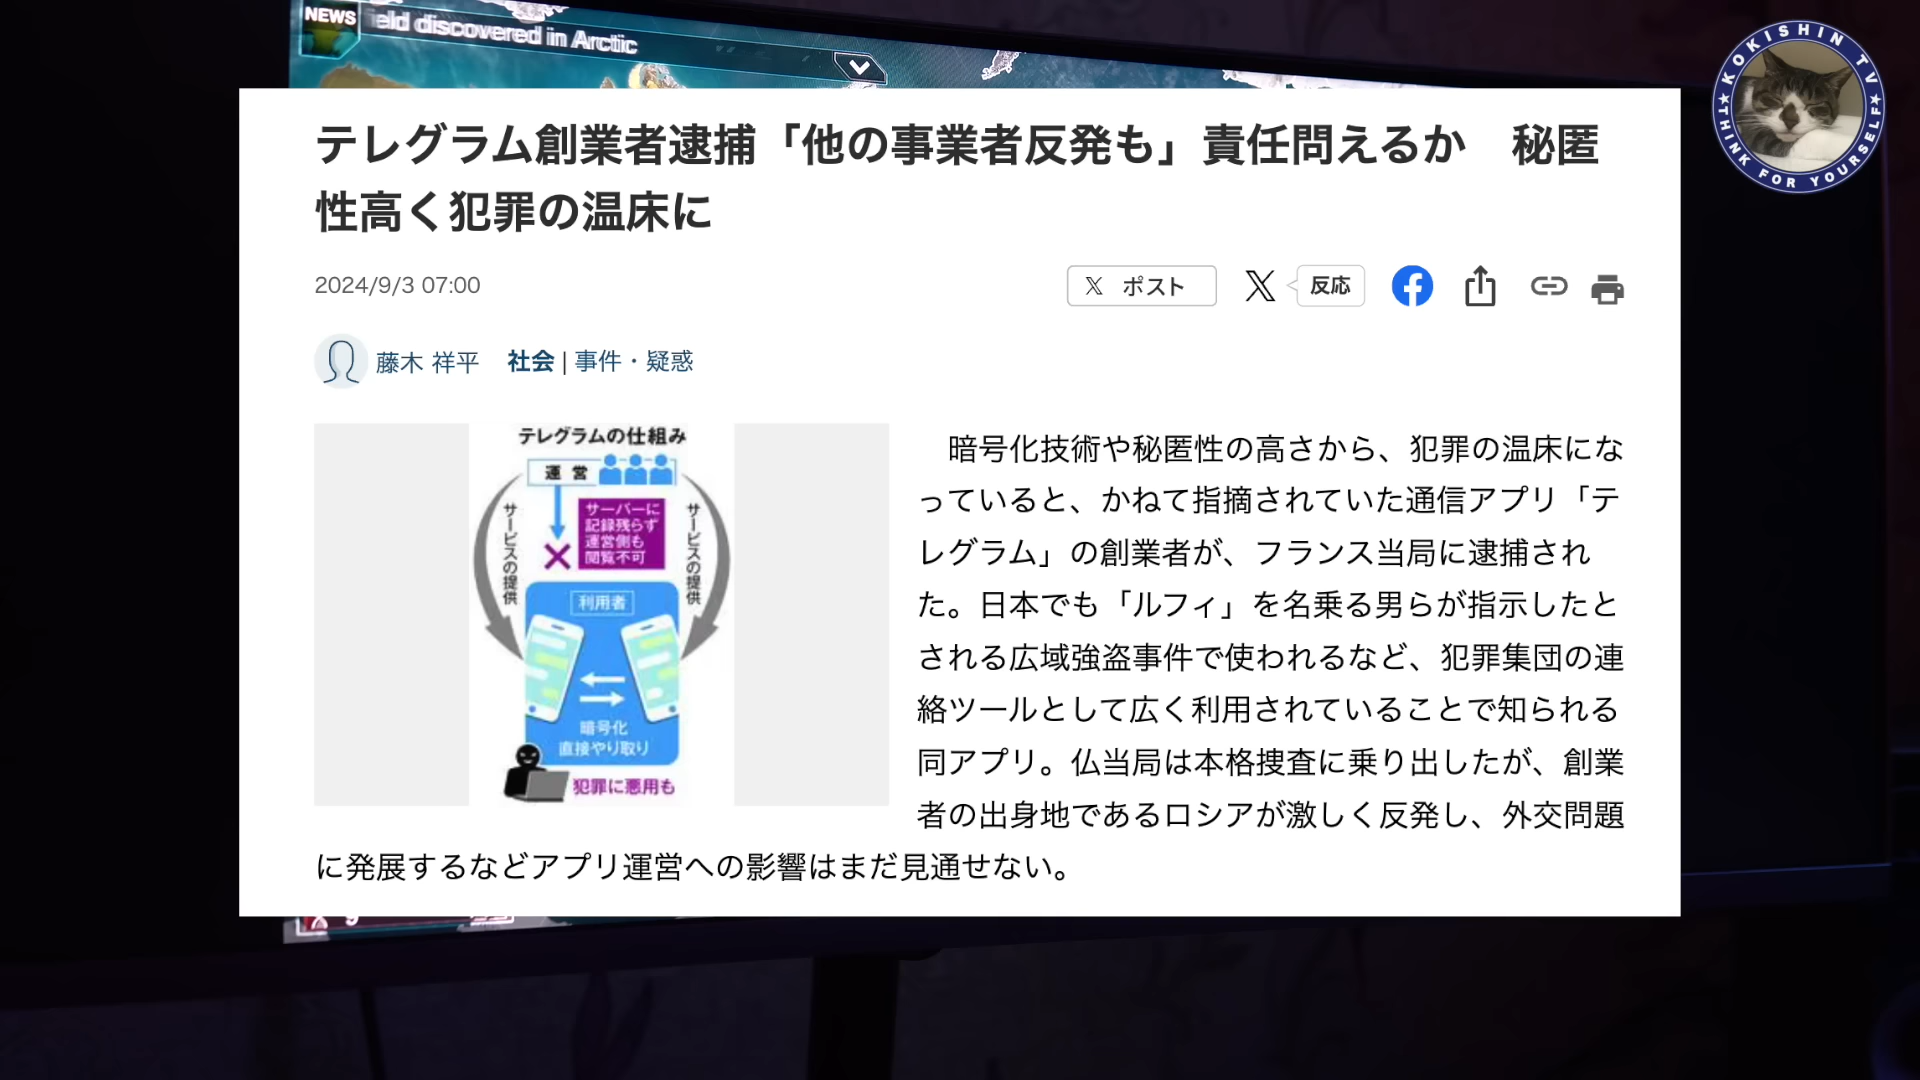 NEWS
ield discovered in Arctic
KOKISHIN TV
THINK FOR YOURSELF
テレグラム創業者逮捕「他の事業者反発も」責任問えるか　秘匿
性高く犯罪の温床に
2024/9/3 07:00
ポスト
反応
藤木 祥平　社会 | 事件・疑惑
テレグラムの仕組み
運営
サービスの提供
サーバーに
記録残らず
運営側も
閲覧不可
サービスの提供
利用者
暗号化
直接やり取り
犯罪に悪用も
暗号化技術や秘匿性の高さから、犯罪の温床にな
っていると、かねて指摘されていた通信アプリ「テ
レグラム」の創業者が、フランス当局に逮捕され
た。日本でも「ルフィ」を名乗る男らが指示したと
される広域強盗事件で使われるなど、犯罪集団の連
絡ツールとして広く利用されていることで知られる
同アプリ。仏当局は本格捜査に乗り出したが、創業
者の出身地であるロシアが激しく反発し、外交問題
に発展するなどアプリ運営への影響はまだ見通せない。